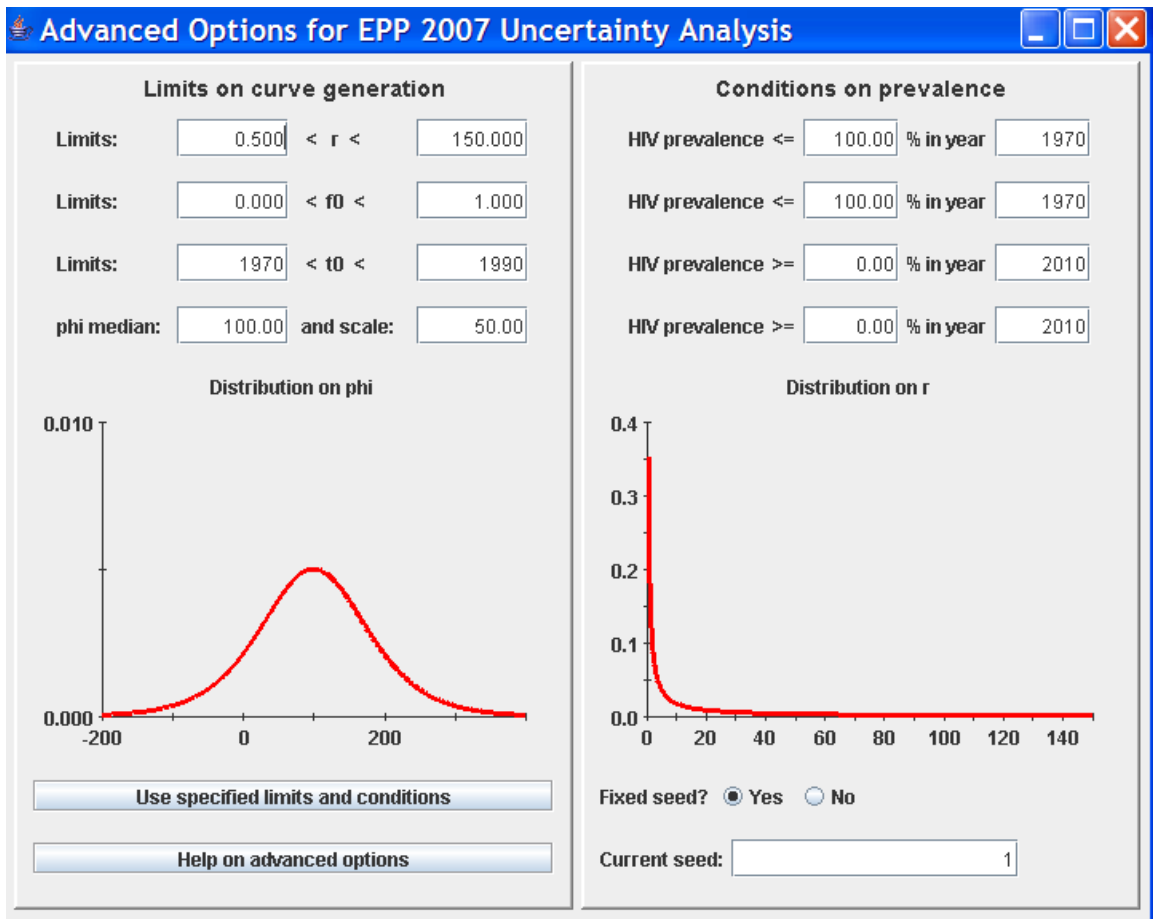 Advanced Options for EPP 2007 Uncertainty Analysis
Limits on curve generation
Limits: 0.500 < r < 150.000
Limits: 0.000 < f0 < 1.000
Limits: 1970 < t0 < 1990
phi median: 100.00 and scale: 50.00
Distribution on phi
0.010
0.000
-200 0 200
Use specified limits and conditions
Help on advanced options
Conditions on prevalence
HIV prevalence <= 100.00 % in year 1970
HIV prevalence <= 100.00 % in year 1970
HIV prevalence >= 0.00 % in year 2010
HIV prevalence >= 0.00 % in year 2010
Distribution on r
0.4
0.3
0.2
0.1
0.0
0 20 40 60 80 100 120 140
Fixed seed? Yes No
Current seed: 1